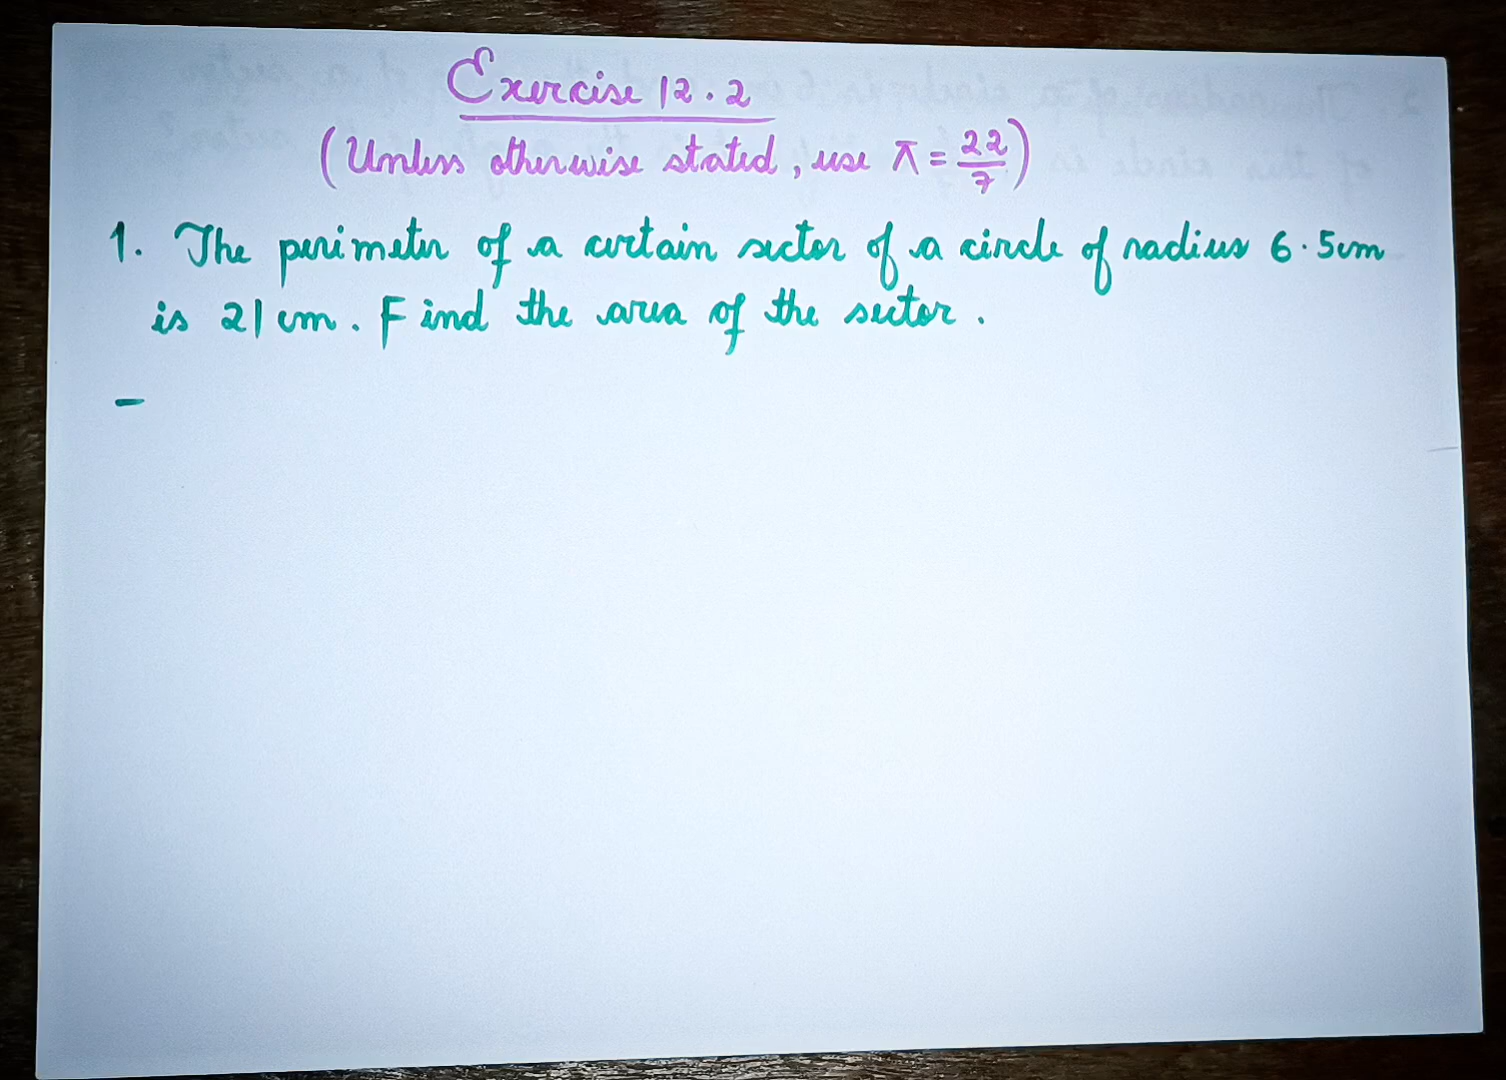 Exercise 12.2
(Unless otherwise stated, use π = 22/7)
1. The perimeter of a certain sector of a circle of radius 6.5cm
is 21 cm. Find the area of the sector.
-